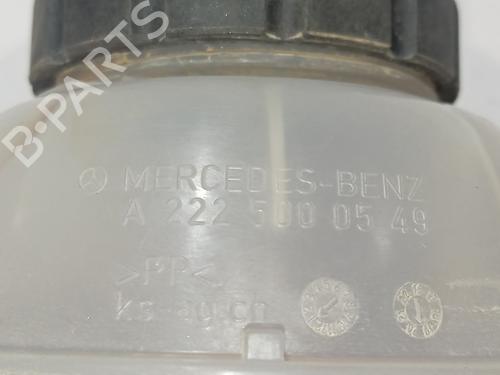 MERCEDES-BENZ
A 222 500 05 49
>PP<
B-PARTS